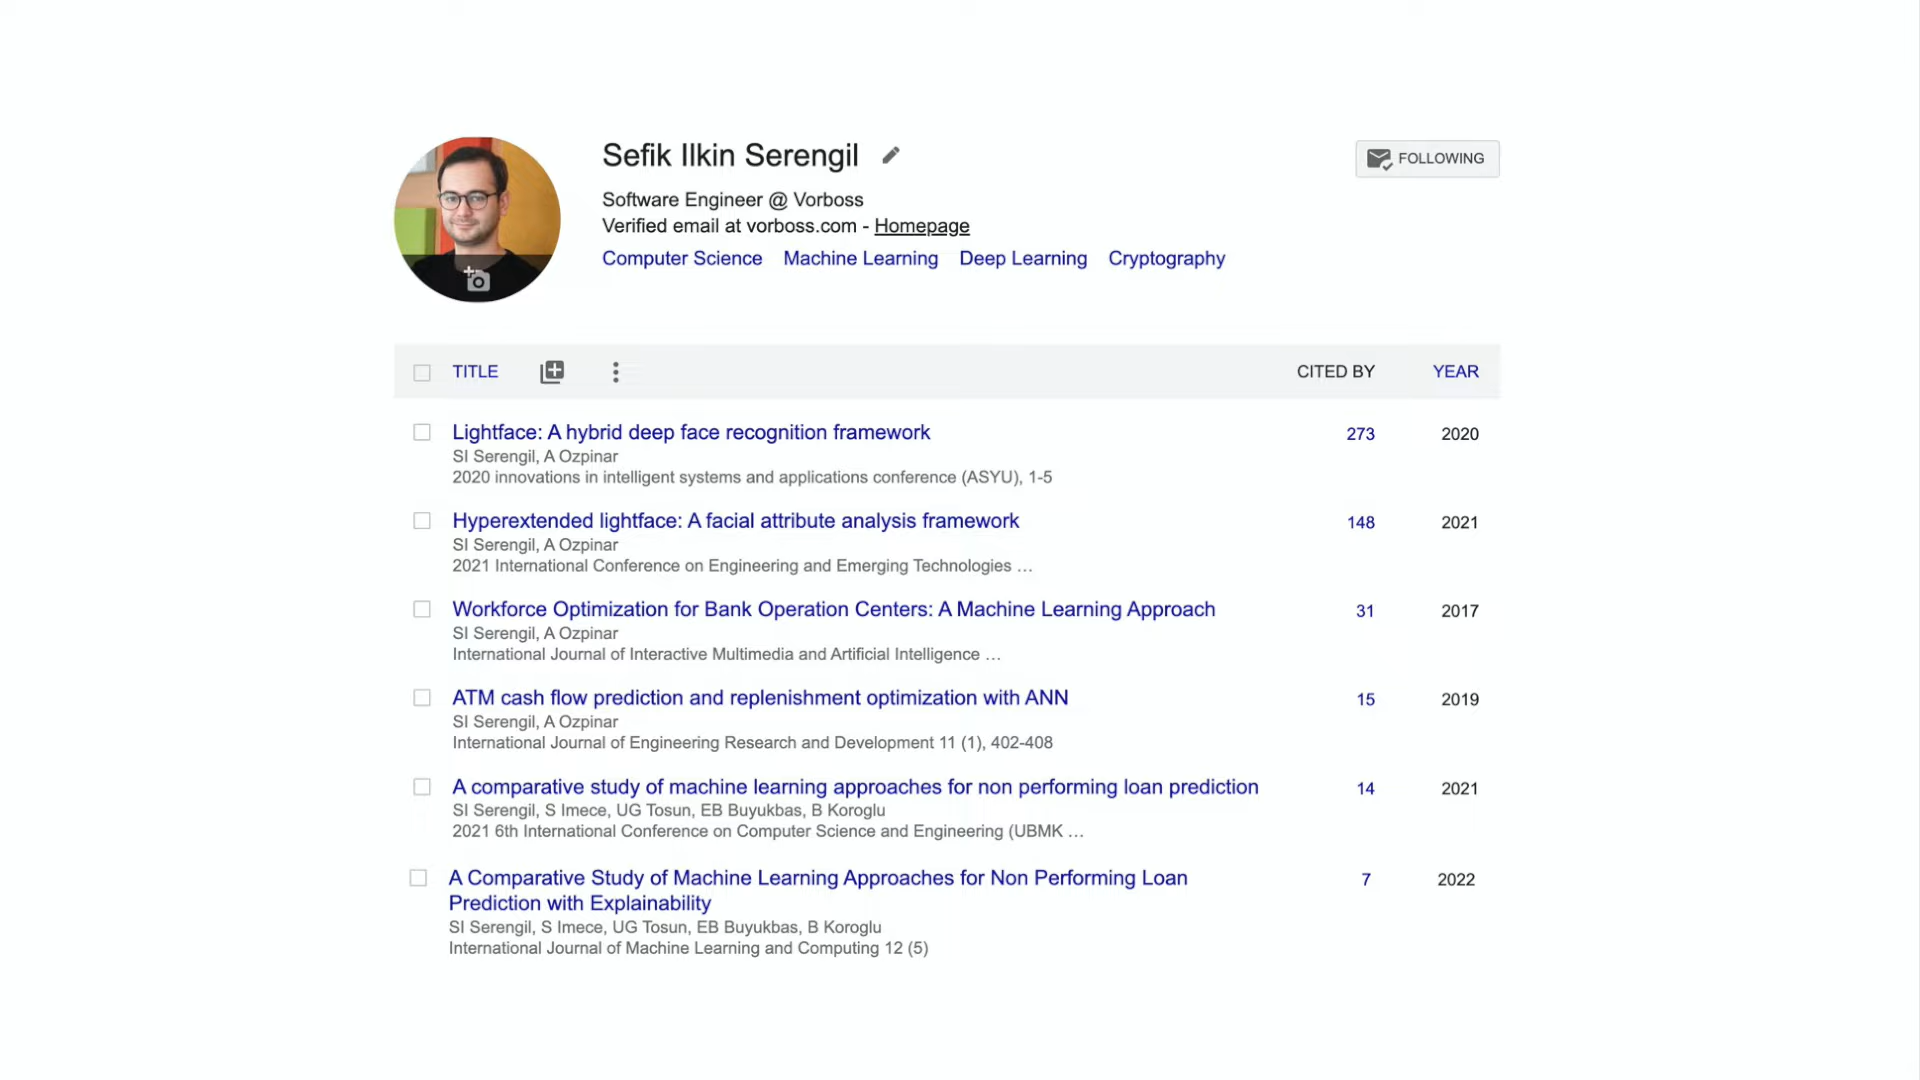 Sefik Ilkin Serengil
FOLLOWING
Software Engineer @ Vorboss
Verified email at vorboss.com - Homepage
Computer Science Machine Learning Deep Learning Cryptography
TITLE CITED BY YEAR
Lightface: A hybrid deep face recognition framework 273 2020
SI Serengil, A Ozpinar
2020 innovations in intelligent systems and applications conference (ASYU), 1-5
Hyperextended lightface: A facial attribute analysis framework 148 2021
SI Serengil, A Ozpinar
2021 International Conference on Engineering and Emerging Technologies …
Workforce Optimization for Bank Operation Centers: A Machine Learning Approach 31 2017
SI Serengil, A Ozpinar
International Journal of Interactive Multimedia and Artificial Intelligence …
ATM cash flow prediction and replenishment optimization with ANN 15 2019
SI Serengil, A Ozpinar
International Journal of Engineering Research and Development 11 (1), 402-408
A comparative study of machine learning approaches for non performing loan prediction 14 2021
SI Serengil, S Imece, UG Tosun, EB Buyukbas, B Koroglu
2021 6th International Conference on Computer Science and Engineering (UBMK …
A Comparative Study of Machine Learning Approaches for Non Performing Loan 7 2022
Prediction with Explainability
SI Serengil, S Imece, UG Tosun, EB Buyukbas, B Koroglu
International Journal of Machine Learning and Computing 12 (5)